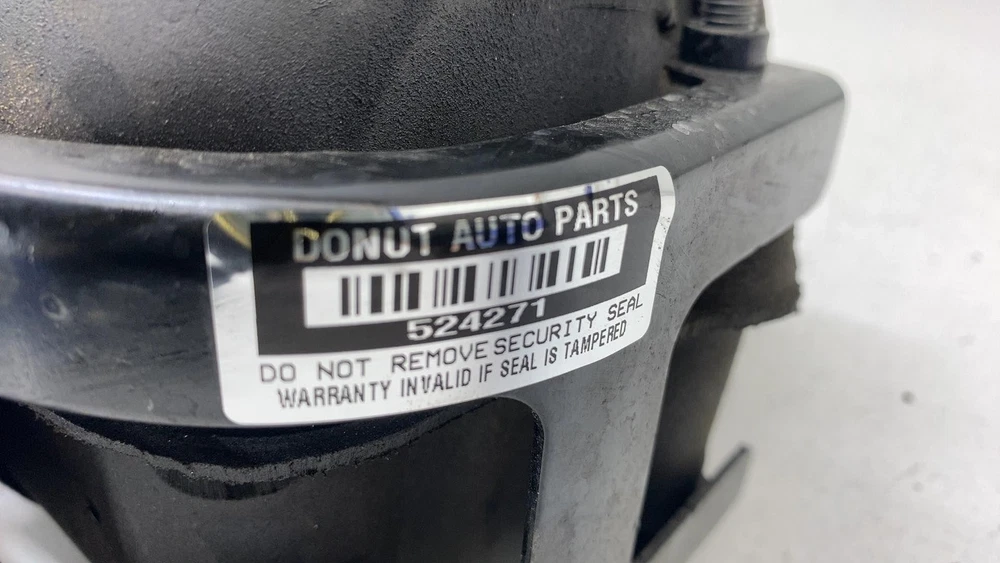 DONUT AUTO PARTS
524271
DO NOT REMOVE SECURITY SEAL
WARRANTY INVALID IF SEAL IS TAMPERED